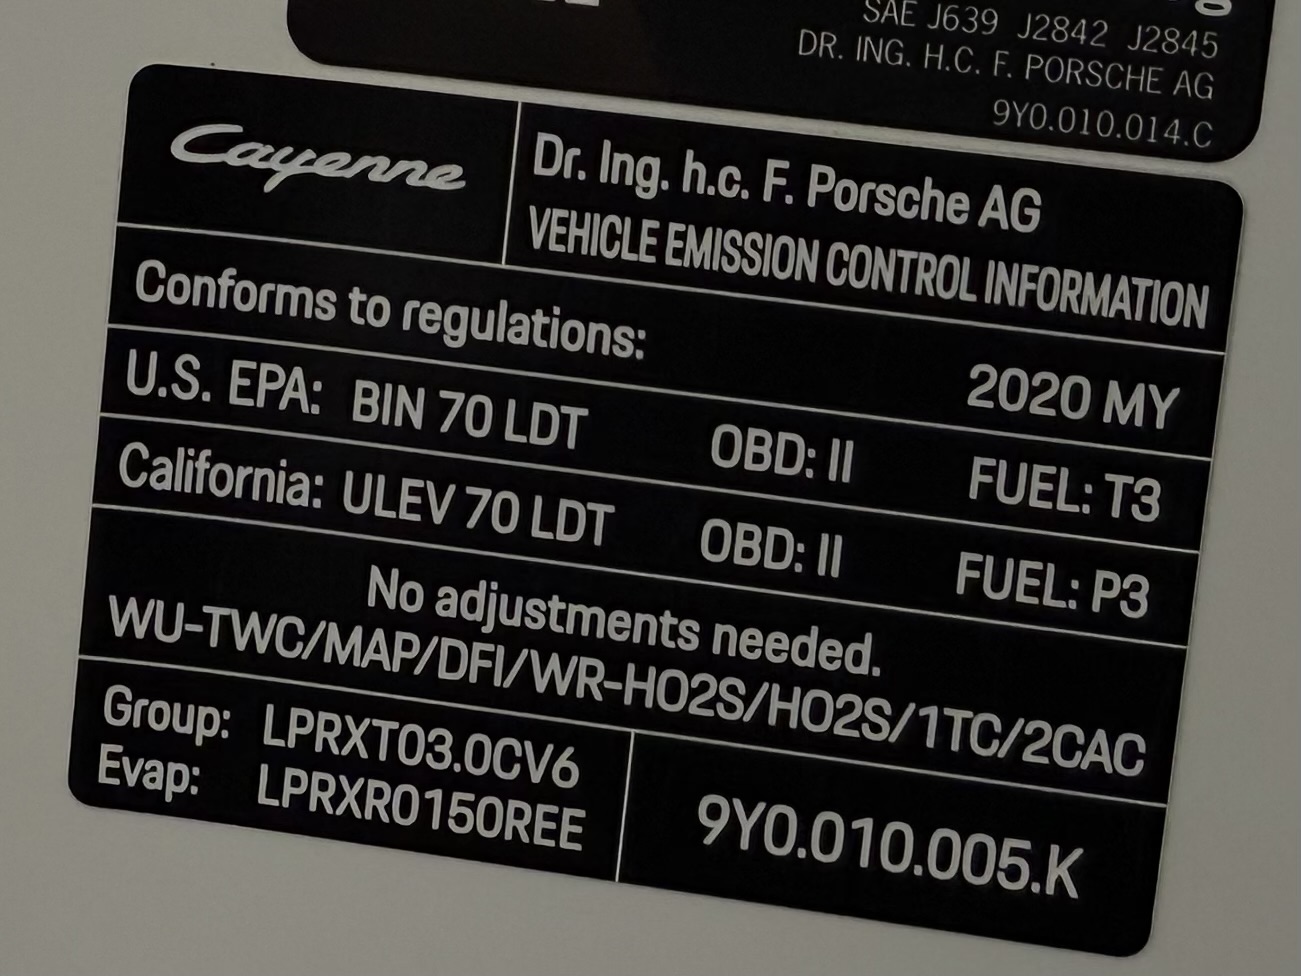 SAE J639 J2842 J2845
DR. ING. H.C. F. PORSCHE AG
9Y0.010.014.C
Cayenne
Dr. Ing. h.c. F. Porsche AG
VEHICLE EMISSION CONTROL INFORMATION
Conforms to regulations:
2020 MY
U.S. EPA: BIN 70 LDT OBD: II FUEL: T3
California: ULEV 70 LDT OBD: II FUEL: P3
No adjustments needed.
WU-TWC/MAP/DFI/WR-HO2S/HO2S/1TC/2CAC
Group: LPRXT03.0CV6
Evap: LPRXR0150REE
9Y0.010.005.K